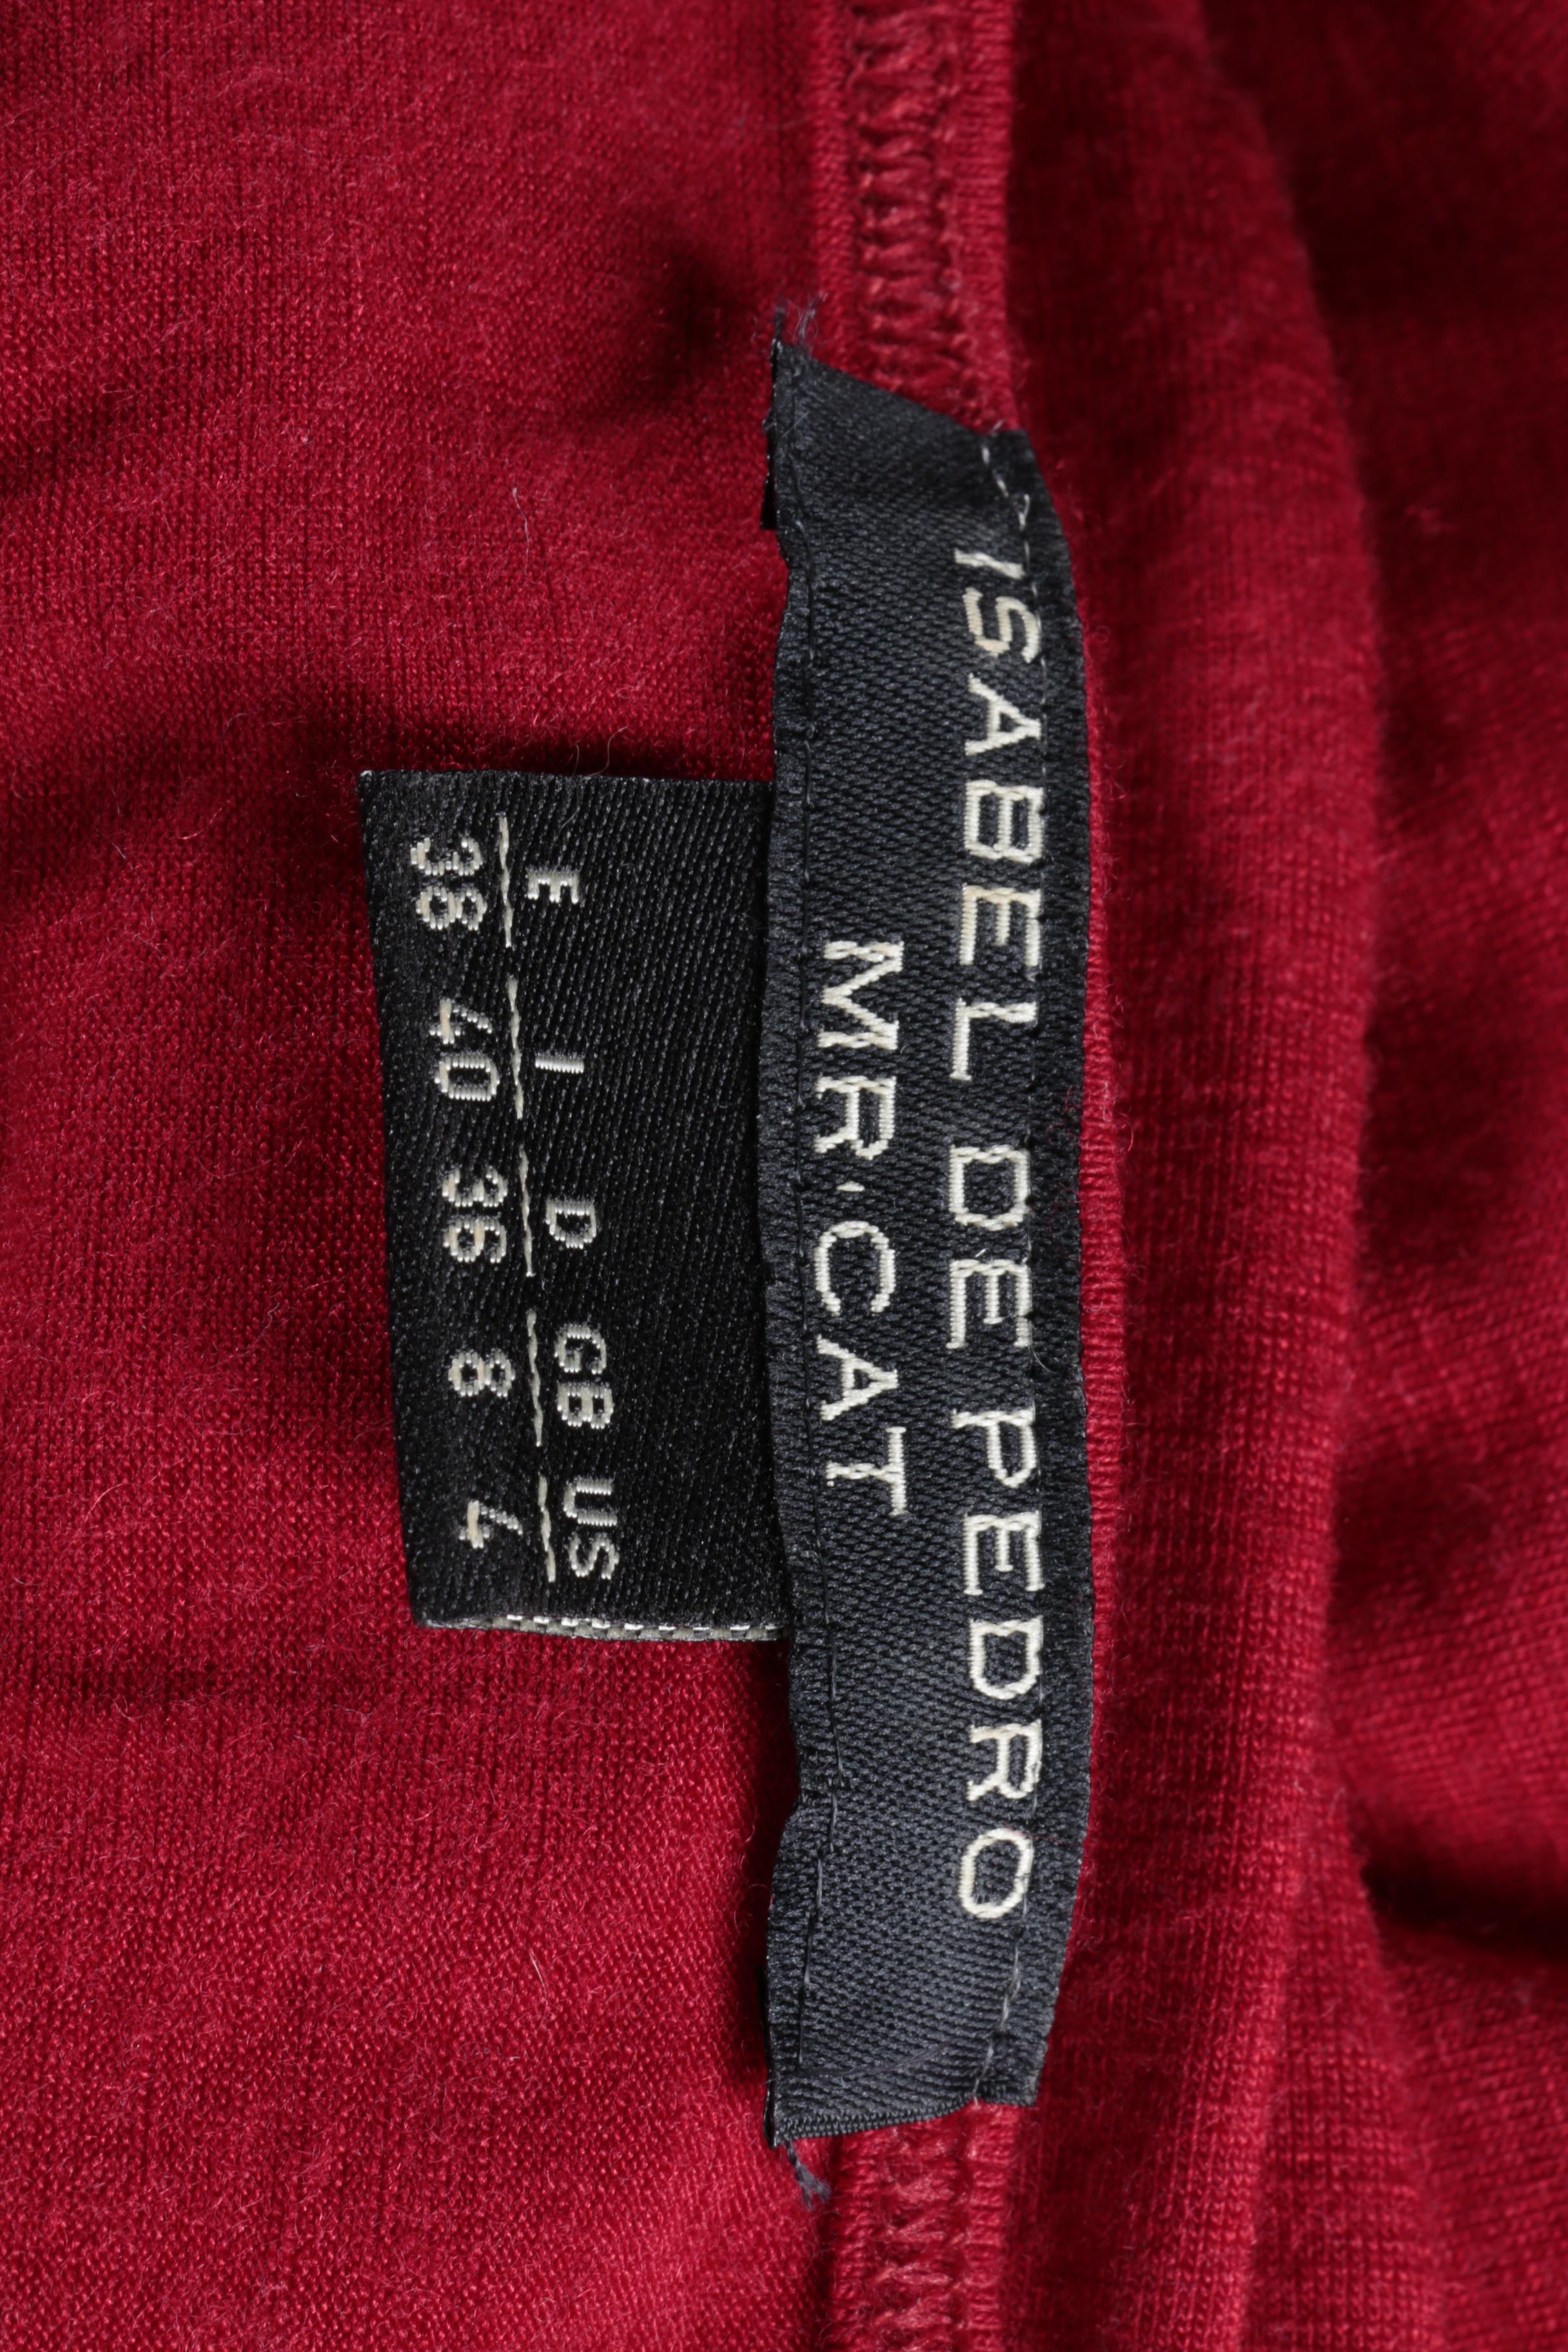 ISABEL DE PEDRO
MR·CAT
E I D GB US
38 40 36 8 4